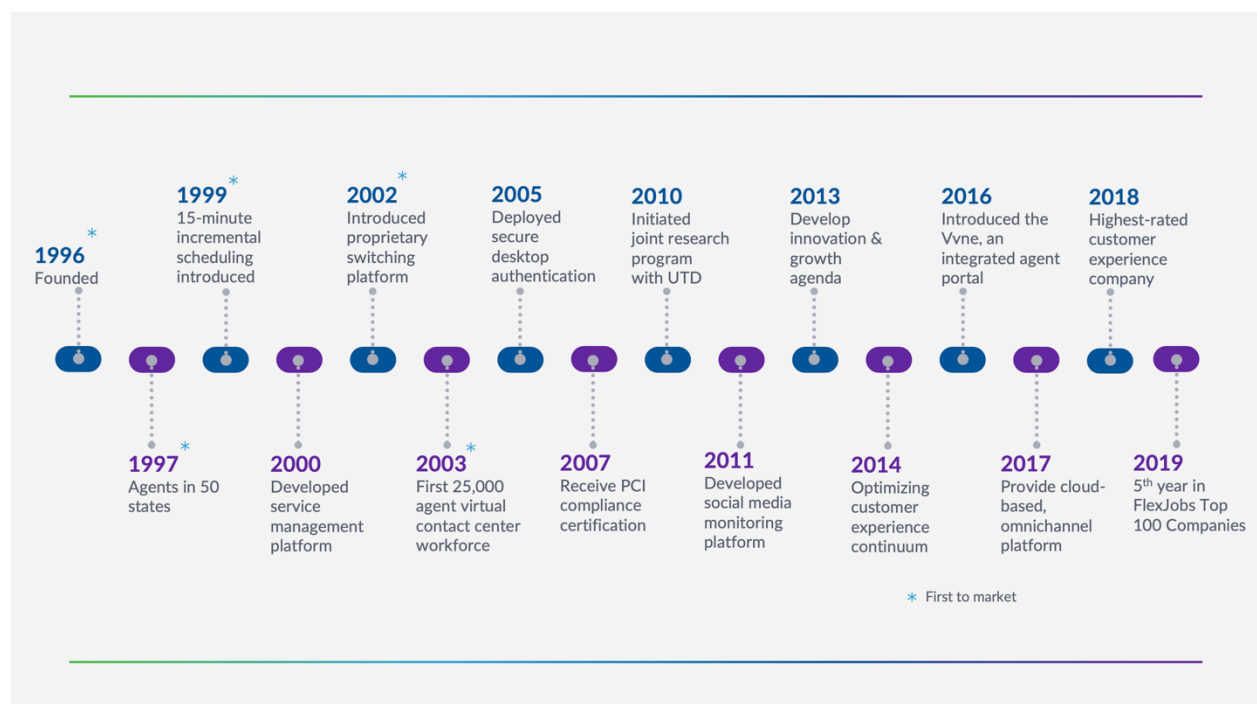 1996*
Founded
1997*
Agents in 50
states
1999*
15-minute
incremental
scheduling
introduced
2000
Developed
service
management
platform
2002*
Introduced
proprietary
switching
platform
2003*
First 25,000
agent virtual
contact center
workforce
2005
Deployed
secure
desktop
authentication
2007
Receive PCI
compliance
certification
2010
Initiated
joint research
program
with UTD
2011
Developed
social media
monitoring
platform
2013
Develop
innovation &
growth
agenda
2014
Optimizing
customer
experience
continuum
2016
Introduced the
Vvne, an
integrated agent
portal
2017
Provide cloud-
based,
omnichannel
platform
2018
Highest-rated
customer
experience
company
2019
5th year in
FlexJobs Top
100 Companies
* First to market